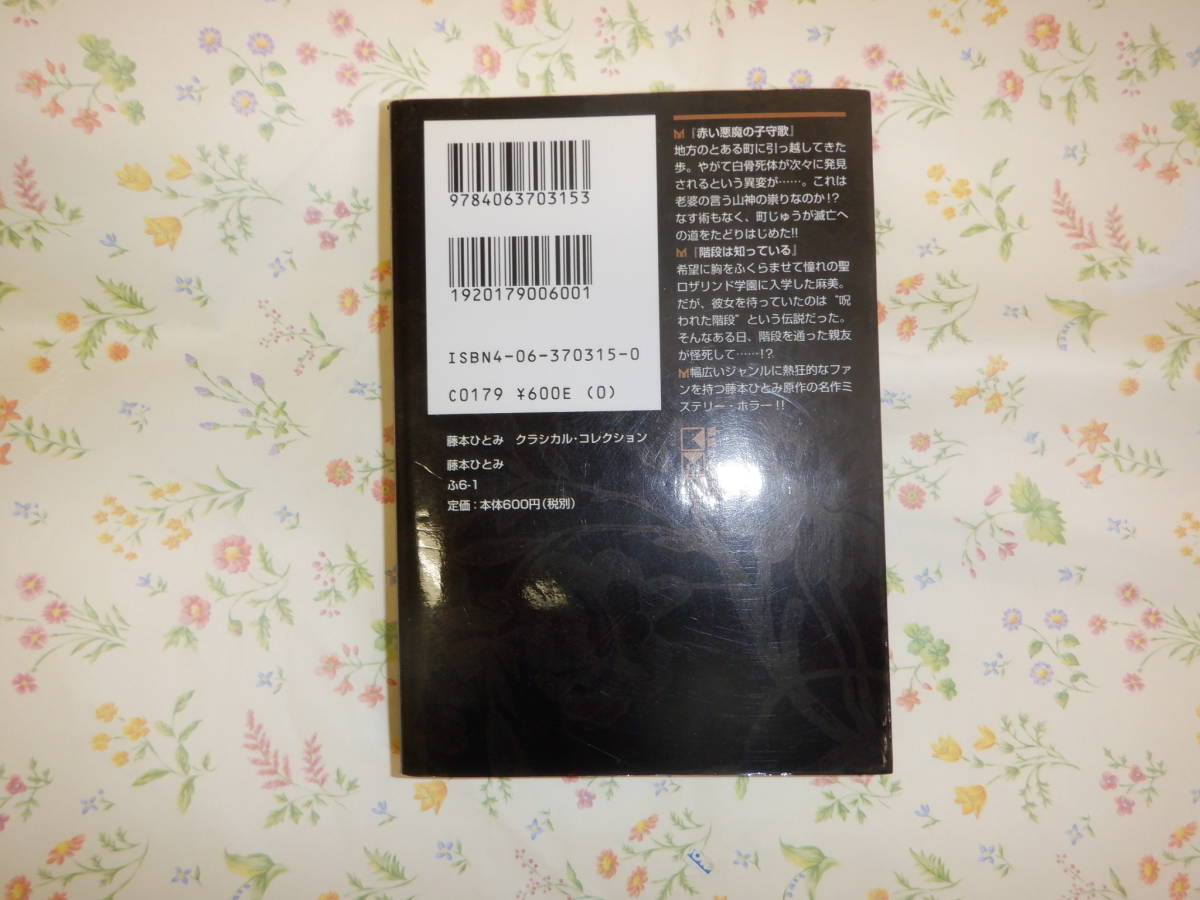 9784063703153
1920179006001
ISBN4-06-370315-0
C0179 ¥600E (0)
藤本ひとみ クラシカル・コレクション
藤本ひとみ
ふ6-1
定価：本体600円（税別）
『赤い悪魔の子守歌』
地方のとある町に引っ越してきた
歩。やがて白骨死体が次々に発見
されるという異変が……。これは
老婆の言う山神の祟りなのか!?
なす術もなく、町じゅうが滅亡へ
の道をたどりはじめた!!
『階段は知っている』
希望に胸をふくらませて憧れの聖
ロザリンド学園に入学した麻美。
だが、彼女を待っていたのは〝呪
われた階段〟という伝説だった。
そんなある日、階段を通った親友
が怪死して……!?
幅広いジャンルに熱狂的なファ
ンを持つ藤本ひとみ原作の名作ミ
ステリー・ホラー!!